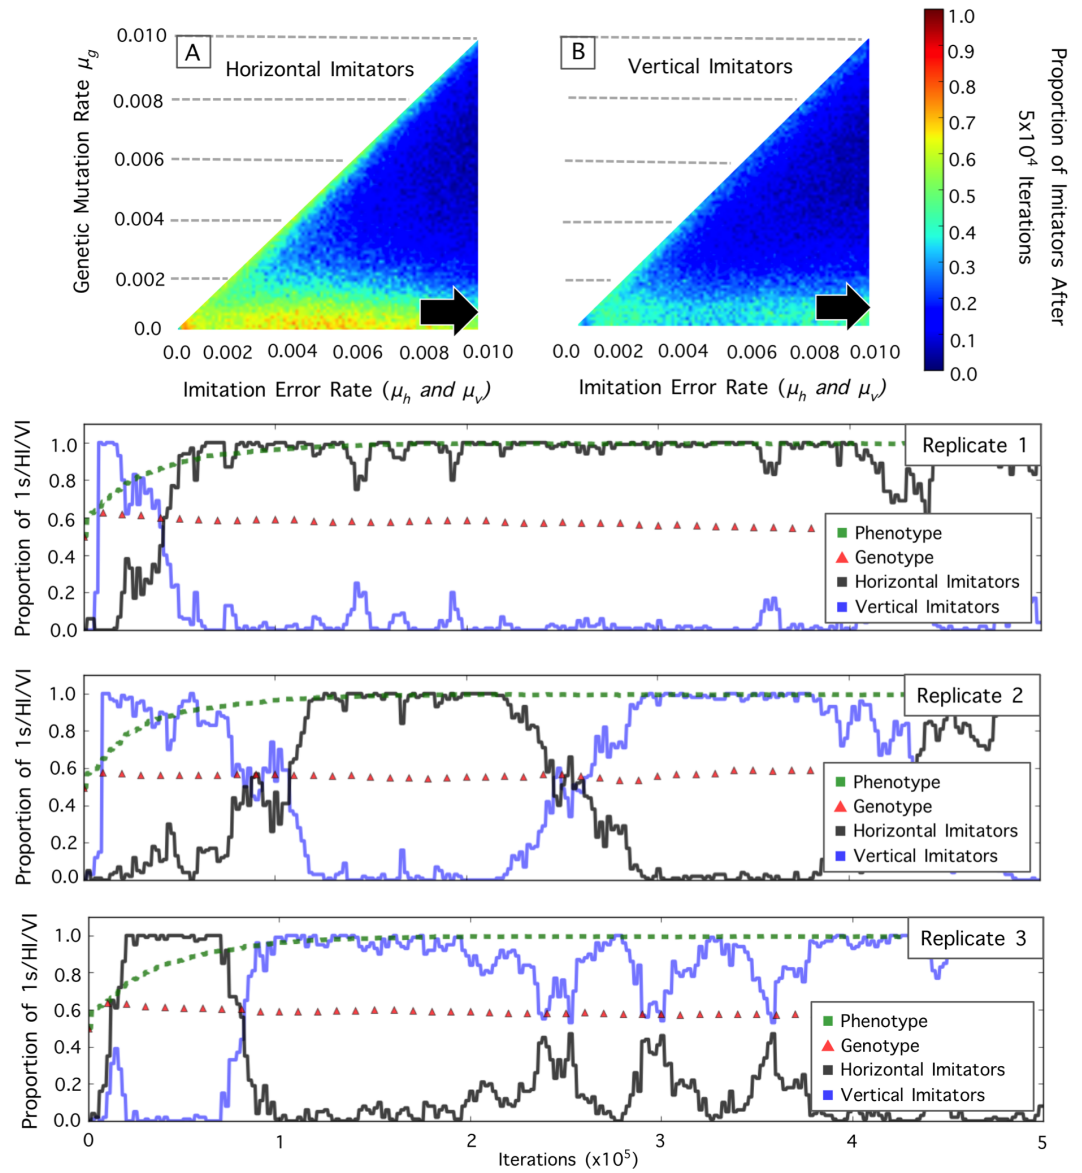 A
Horizontal Imitators
Genetic Mutation Rate μg
0.010
0.008
0.006
0.004
0.002
0.0
0.0 0.002 0.004 0.006 0.008 0.010
Imitation Error Rate (μh and μv)
B
Vertical Imitators
0.0 0.002 0.004 0.006 0.008 0.010
Imitation Error Rate (μh and μv)
1.0
0.9
0.8
0.7
0.6
0.5
0.4
0.3
0.2
0.1
0.0
Proportion of Imitators After
5x10⁴ Iterations
Proportion of 1s/HI/VI
1.0
0.8
0.6
0.4
0.2
0.0
Replicate 1
Phenotype
Genotype
Horizontal Imitators
Vertical Imitators
Proportion of 1s/HI/VI
1.0
0.8
0.6
0.4
0.2
0.0
Replicate 2
Phenotype
Genotype
Horizontal Imitators
Vertical Imitators
Proportion of 1s/HI/VI
1.0
0.8
0.6
0.4
0.2
0.0
Replicate 3
Phenotype
Genotype
Horizontal Imitators
Vertical Imitators
0 1 2 3 4 5
Iterations (x10⁵)